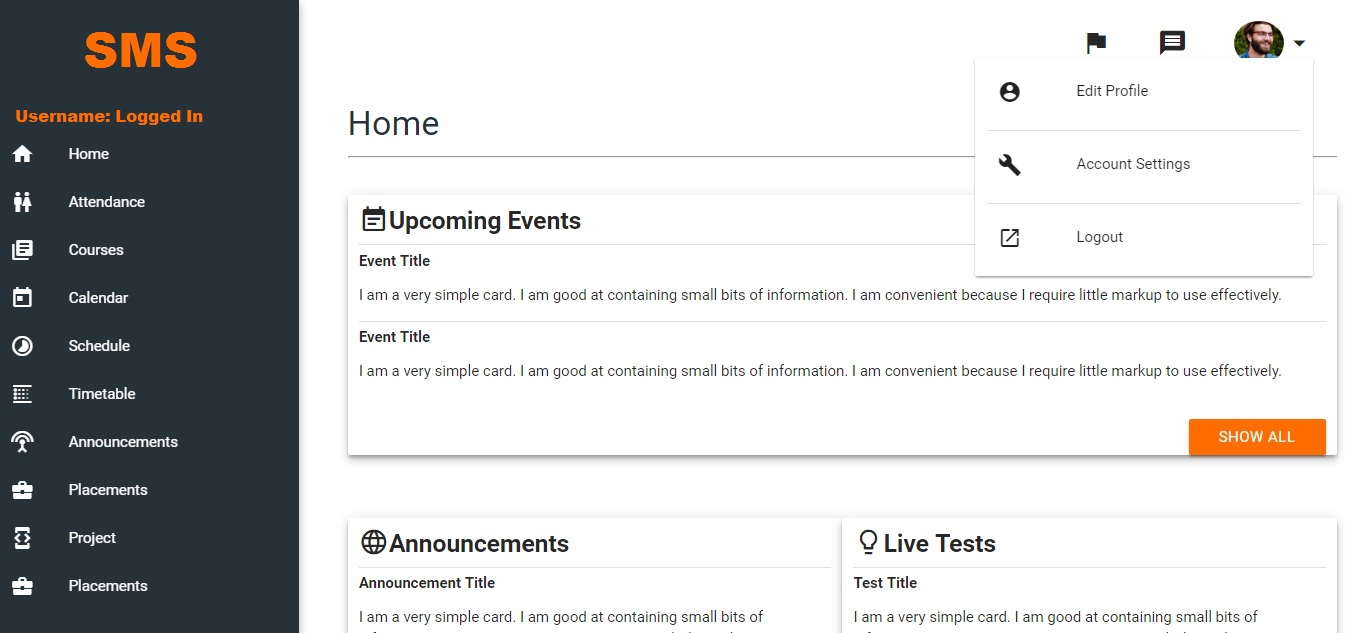 SMS
Username: Logged In
Home
Attendance
Courses
Calendar
Schedule
Timetable
Announcements
Placements
Project
Placements
Edit Profile
Account Settings
Logout
Home
Upcoming Events
Event Title
I am a very simple card. I am good at containing small bits of information. I am convenient because I require little markup to use effectively.
Event Title
I am a very simple card. I am good at containing small bits of information. I am convenient because I require little markup to use effectively.
SHOW ALL
Announcements
Announcement Title
I am a very simple card. I am good at containing small bits of
Live Tests
Test Title
I am a very simple card. I am good at containing small bits of